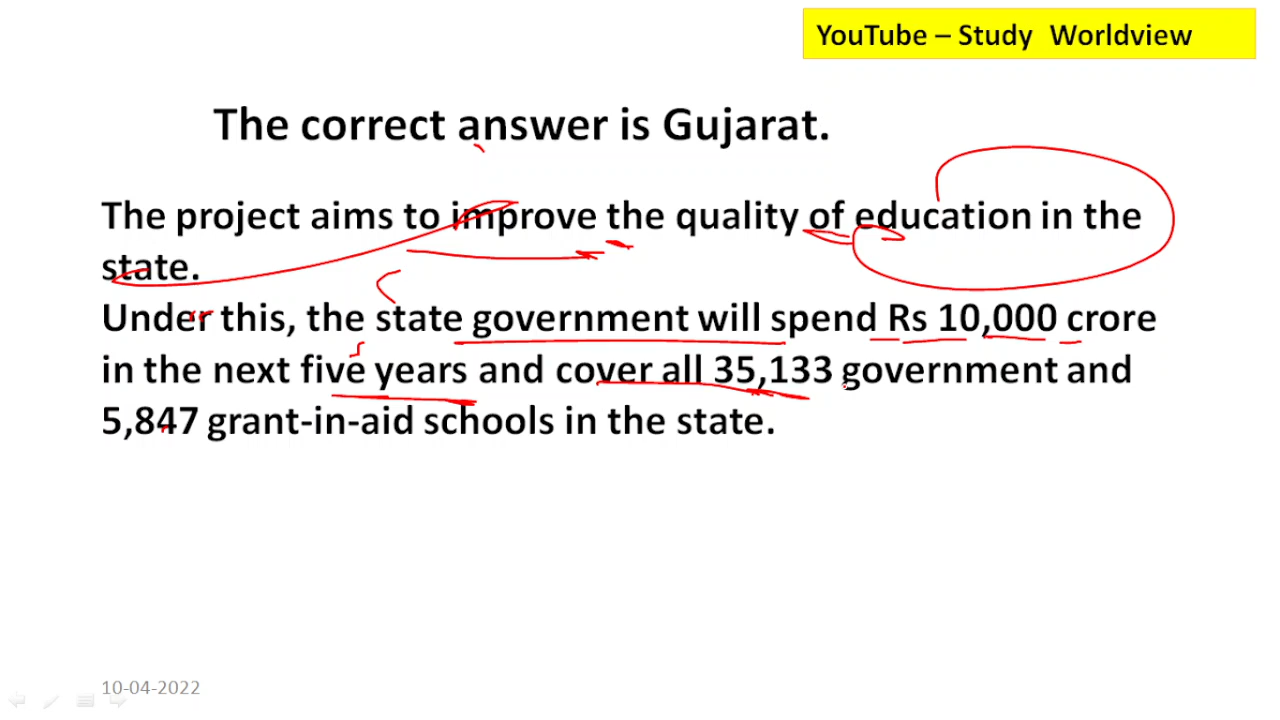 YouTube – Study Worldview
The correct answer is Gujarat.
The project aims to improve the quality of education in the
state.
Under this, the state government will spend Rs 10,000 crore
in the next five years and cover all 35,133 government and
5,847 grant-in-aid schools in the state.
10-04-2022